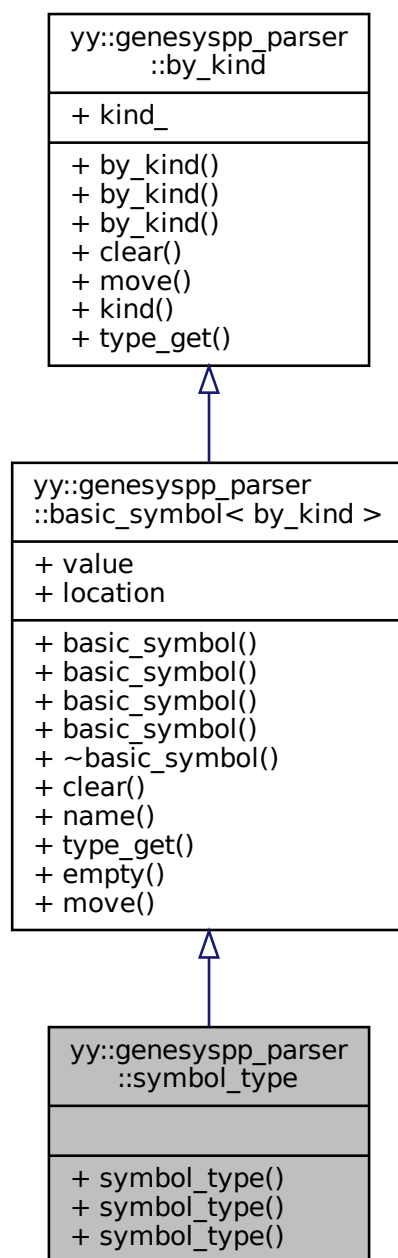 yy::genesyspp_parser
::by_kind
+ kind_
+ by_kind()
+ by_kind()
+ by_kind()
+ clear()
+ move()
+ kind()
+ type_get()
yy::genesyspp_parser
::basic_symbol< by_kind >
+ value
+ location
+ basic_symbol()
+ basic_symbol()
+ basic_symbol()
+ basic_symbol()
+ ~basic_symbol()
+ clear()
+ name()
+ type_get()
+ empty()
+ move()
yy::genesyspp_parser
::symbol_type
+ symbol_type()
+ symbol_type()
+ symbol_type()